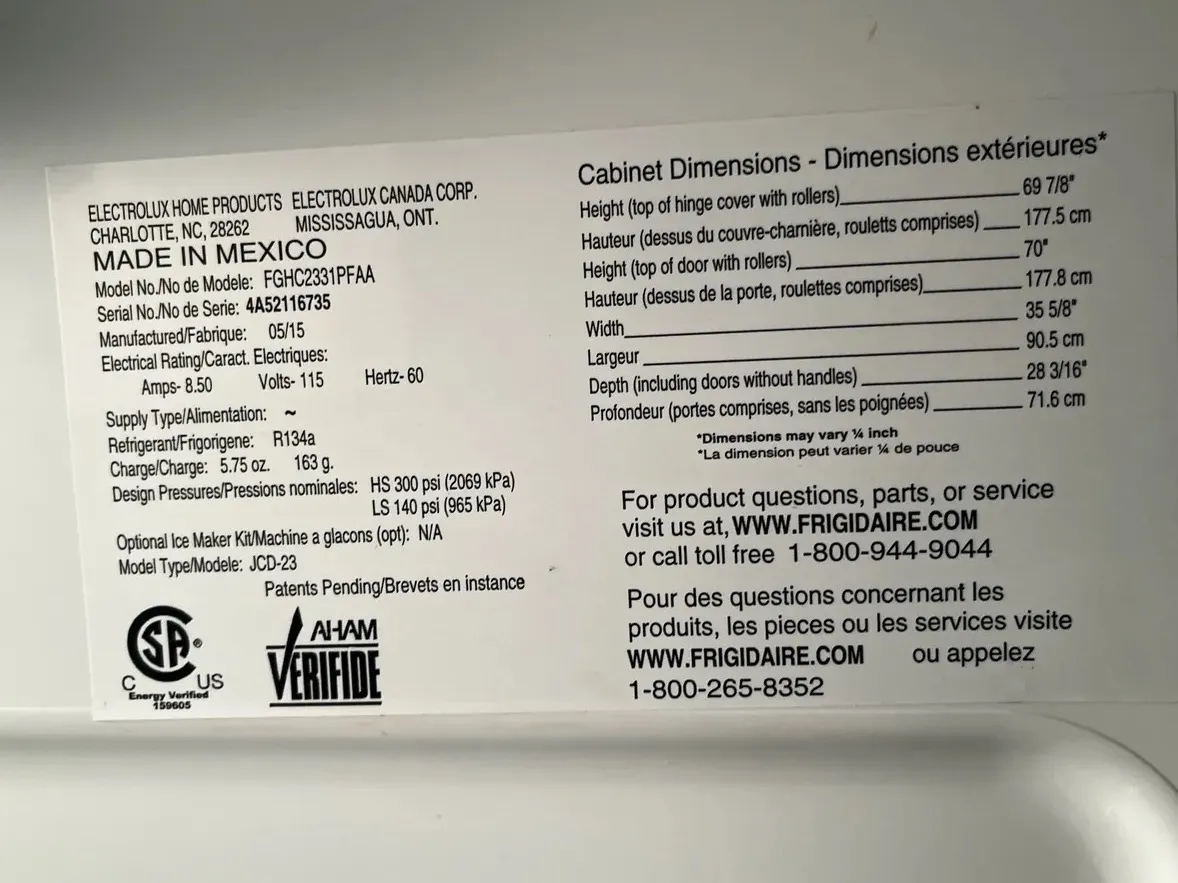 ELECTROLUX HOME PRODUCTS ELECTROLUX CANADA CORP.
CHARLOTTE, NC, 28262 MISSISSAGUA, ONT.
MADE IN MEXICO
Model No./No de Modele: FGHC2331PFAA
Serial No./No de Serie: 4A52116735
Manufactured/Fabrique: 05/15
Electrical Rating/Caract. Electriques:
Amps- 8.50 Volts- 115 Hertz- 60
Supply Type/Alimentation: ~
Refrigerant/Frigorigene: R134a
Charge/Charge: 5.75 oz. 163 g.
Design Pressures/Pressions nominales: HS 300 psi (2069 kPa)
LS 140 psi (965 kPa)
Optional Ice Maker Kit/Machine a glacons (opt): N/A
Model Type/Modele: JCD-23
Patents Pending/Brevets en instance
SA ®
C US
Energy Verified
159605
AHAM
VERIFIDE
Cabinet Dimensions - Dimensions extérieures*
Height (top of hinge cover with rollers) 69 7/8"
Hauteur (dessus du couvre-charnière, rouletts comprises) 177.5 cm
Height (top of door with rollers) 70"
Hauteur (dessus de la porte, roulettes comprises) 177.8 cm
Width 35 5/8"
Largeur 90.5 cm
Depth (including doors without handles) 28 3/16"
Profondeur (portes comprises, sans les poignées) 71.6 cm
*Dimensions may vary ¼ inch
*La dimension peut varier ¼ de pouce
For product questions, parts, or service
visit us at, WWW.FRIGIDAIRE.COM
or call toll free 1-800-944-9044
Pour des questions concernant les
produits, les pieces ou les services visite
WWW.FRIGIDAIRE.COM ou appelez
1-800-265-8352